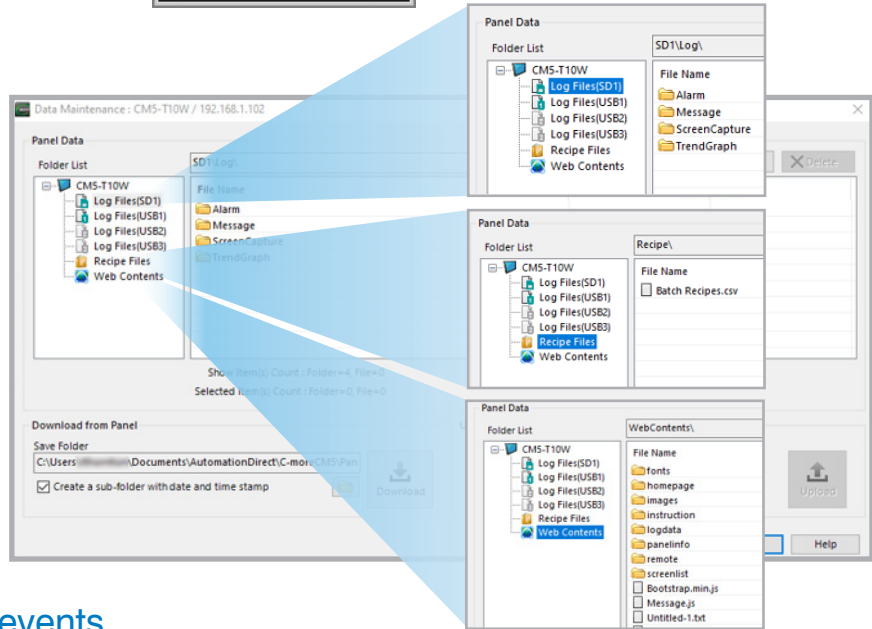 Data Maintenance : CM5-T10W / 192.168.1.102
Panel Data
Folder List
SD1\Log\
CM5-T10W
Log Files(SD1)
Log Files(USB1)
Log Files(USB2)
Log Files(USB3)
Recipe Files
Web Contents
File Name
Alarm
Message
ScreenCapture
TrendGraph
Delete
Show Item(s) Count : Folder=4, File=0
Selected Item(s) Count : Folder=0, File=0
Download from Panel
Save Folder
C:\Users \Documents\AutomationDirect\C-moreCM5\Pan
Create a sub-folder with date and time stamp
Download
Upload
Help
Panel Data
Folder List
SD1\Log\
CM5-T10W
Log Files(SD1)
Log Files(USB1)
Log Files(USB2)
Log Files(USB3)
Recipe Files
Web Contents
File Name
Alarm
Message
ScreenCapture
TrendGraph
Panel Data
Folder List
Recipe\
CM5-T10W
Log Files(SD1)
Log Files(USB1)
Log Files(USB2)
Log Files(USB3)
Recipe Files
Web Contents
File Name
Batch Recipes.csv
Panel Data
Folder List
WebContents\
CM5-T10W
Log Files(SD1)
Log Files(USB1)
Log Files(USB2)
Log Files(USB3)
Recipe Files
Web Contents
File Name
fonts
homepage
images
instruction
logdata
panelinfo
remote
screenlist
Bootstrap.min.js
Message.js
Untitled-1.txt
events